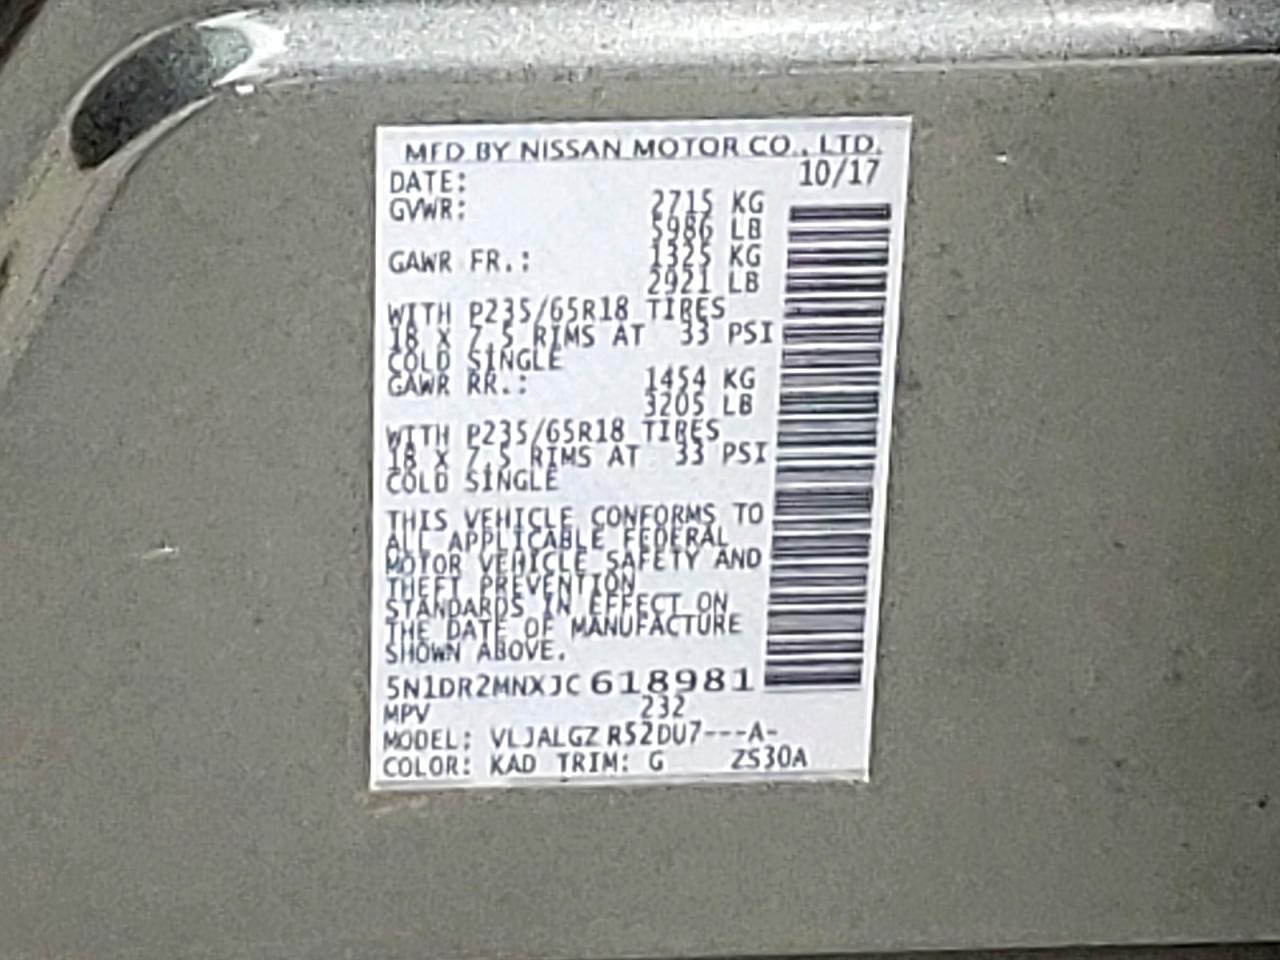 MFD BY NISSAN MOTOR CO., LTD.
DATE: 10/17
GVWR: 2715 KG
5986 LB
GAWR FR.: 1325 KG
2921 LB
WITH P235/65R18 TIRES
18 X 7.5 RIMS AT 33 PSI
COLD SINGLE
GAWR RR.: 1454 KG
3205 LB
WITH P235/65R18 TIRES
18 X 7.5 RIMS AT 33 PSI
COLD SINGLE
THIS VEHICLE CONFORMS TO
ALL APPLICABLE FEDERAL
MOTOR VEHICLE SAFETY AND
THEFT PREVENTION
STANDARDS IN EFFECT ON
THE DATE OF MANUFACTURE
SHOWN ABOVE.
5N1DR2MNXJC618981
MPV 232
MODEL: VLJALGZ R52DU7---A-
COLOR: KAD TRIM: G ZS30A